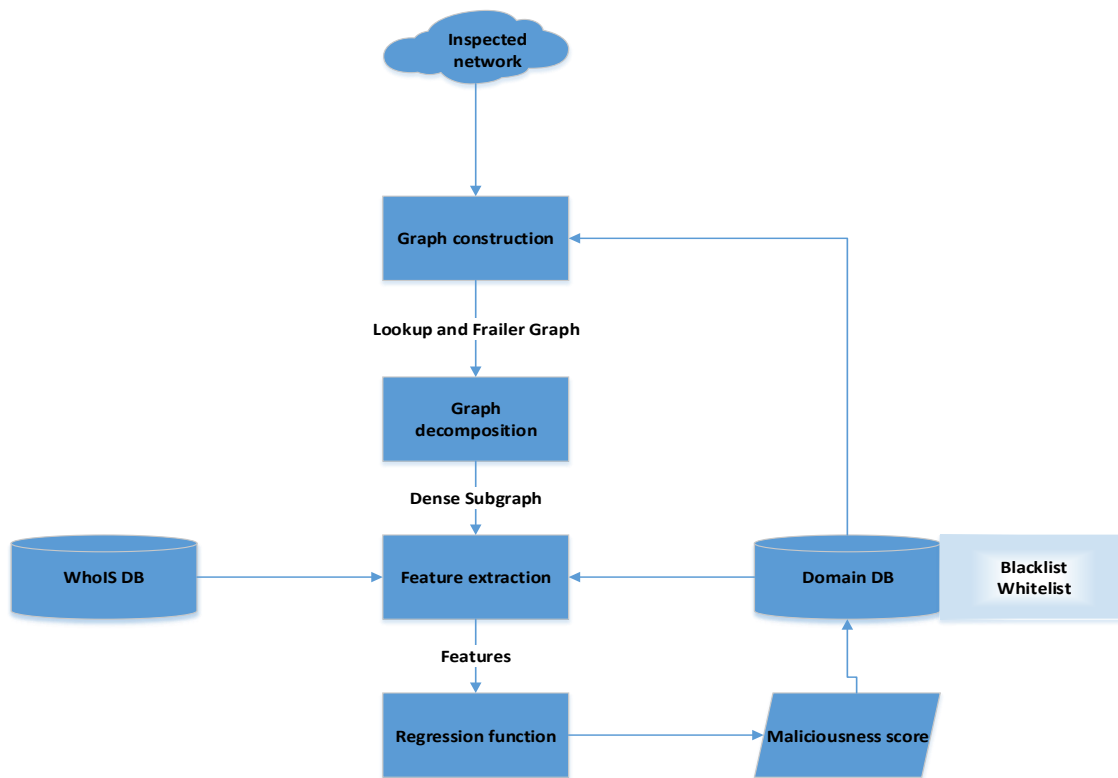 Inspected
network
Graph construction
Lookup and Frailer Graph
Graph
decomposition
Dense Subgraph
WhoIS DB
Feature extraction
Domain DB
Blacklist
Whitelist
Features
Regression function
Maliciousness score